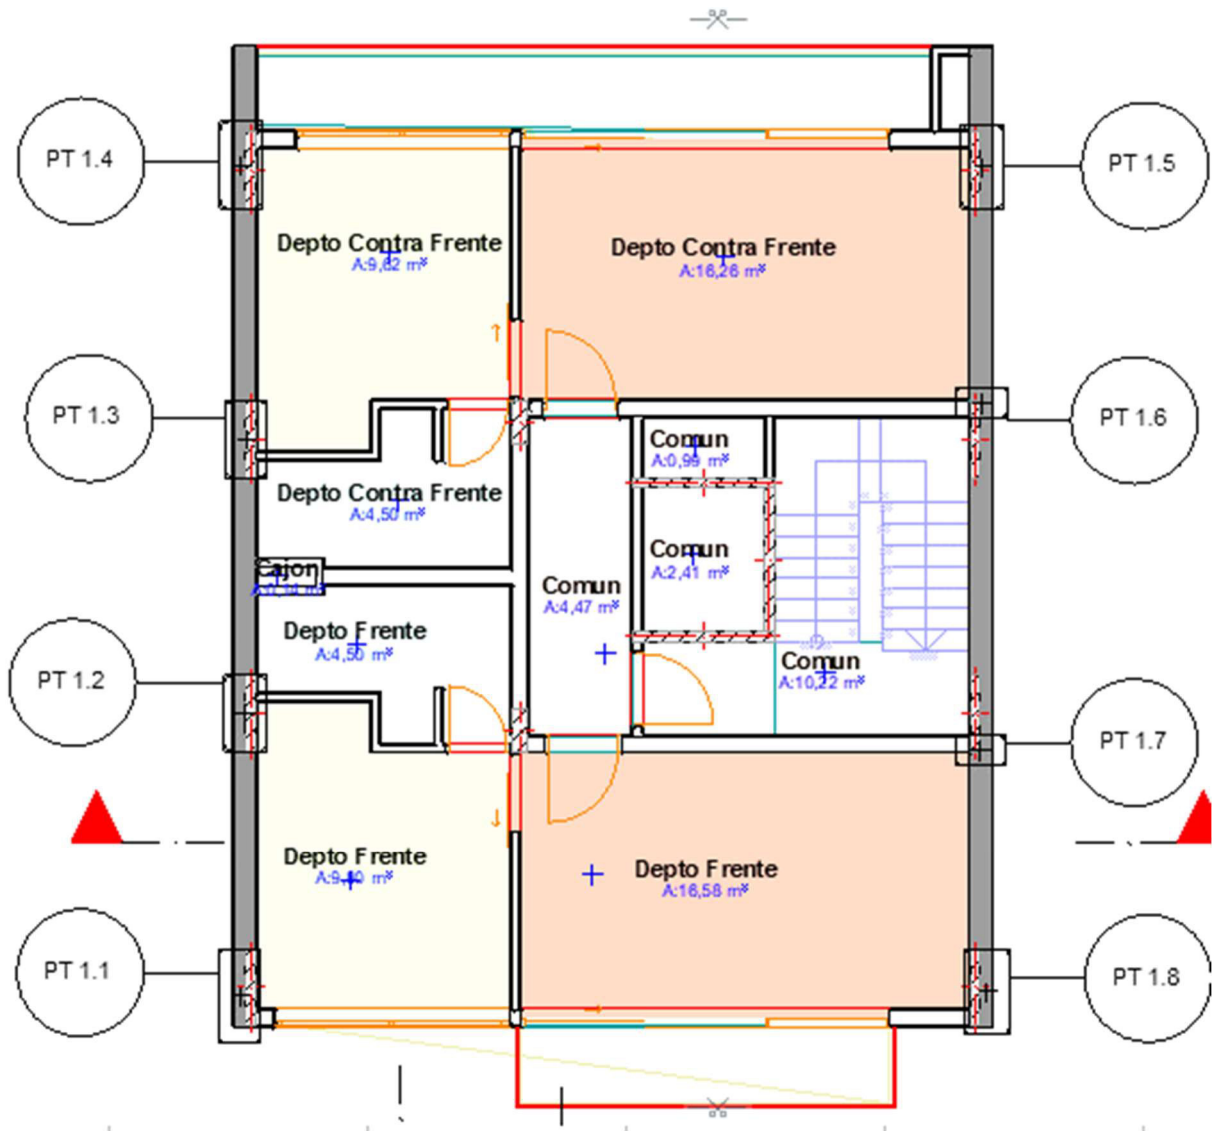 PT 1.4
PT 1.5
Depto Contra Frente
A:9,62 m²
Depto Contra Frente
A:16,26 m²
PT 1.3
PT 1.6
Comun
A:0,99 m²
Depto Contra Frente
A:4,50 m²
Comun
A:2,41 m²
Cajon
Comun
A:4,47 m²
Depto Frente
A:4,50 m²
Comun
A:10,22 m²
PT 1.2
PT 1.7
Depto Frente
Depto Frente
A:16,58 m²
PT 1.1
PT 1.8